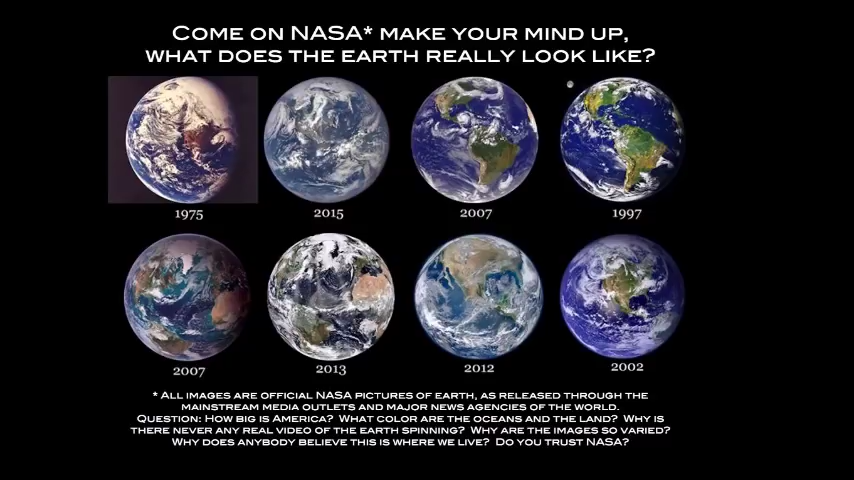 COME ON NASA* MAKE YOUR MIND UP,
WHAT DOES THE EARTH REALLY LOOK LIKE?
1975
2015
2007
1997
2007
2013
2012
2002
* ALL IMAGES ARE OFFICIAL NASA PICTURES OF EARTH, AS RELEASED THROUGH THE
MAINSTREAM MEDIA OUTLETS AND MAJOR NEWS AGENCIES OF THE WORLD.
QUESTION: HOW BIG IS AMERICA? WHAT COLOR ARE THE OCEANS AND THE LAND? WHY IS
THERE NEVER ANY REAL VIDEO OF THE EARTH SPINNING? WHY ARE THE IMAGES SO VARIED?
WHY DOES ANYBODY BELIEVE THIS IS WHERE WE LIVE? DO YOU TRUST NASA?